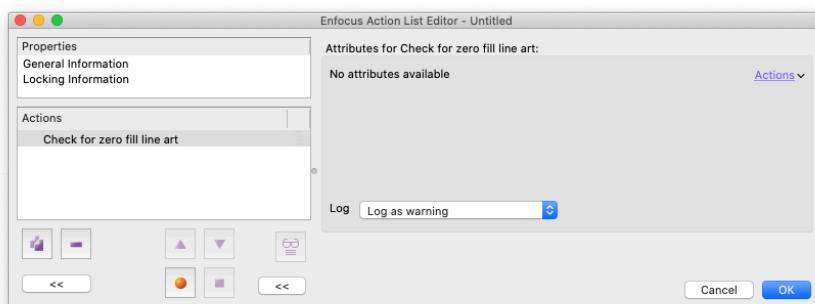 Enfocus Action List Editor - Untitled
Properties
General Information
Locking Information
Actions
Check for zero fill line art
<<
<<
Attributes for Check for zero fill line art:
No attributes available
Actions
Log
Log as warning
Cancel
OK